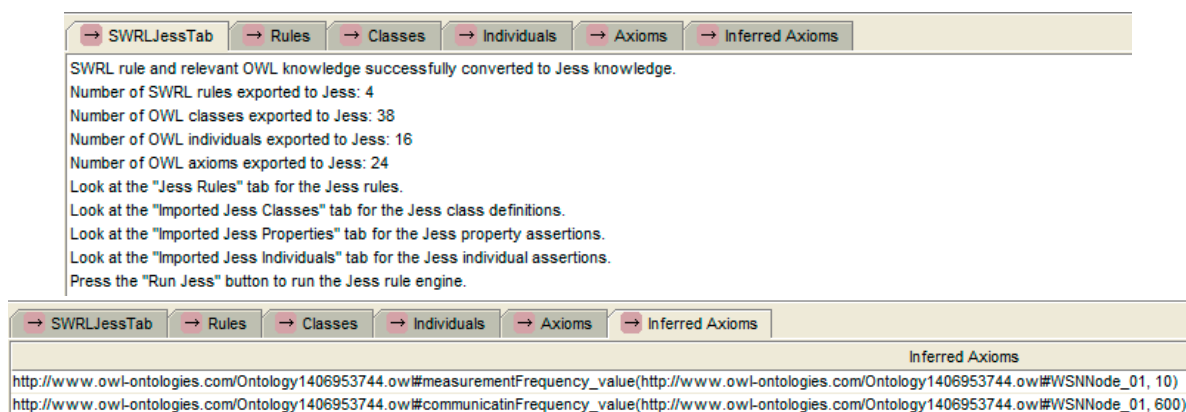 → SWRLJessTab → Rules → Classes → Individuals → Axioms → Inferred Axioms
SWRL rule and relevant OWL knowledge successfully converted to Jess knowledge.
Number of SWRL rules exported to Jess: 4
Number of OWL classes exported to Jess: 38
Number of OWL individuals exported to Jess: 16
Number of OWL axioms exported to Jess: 24
Look at the "Jess Rules" tab for the Jess rules.
Look at the "Imported Jess Classes" tab for the Jess class definitions.
Look at the "Imported Jess Properties" tab for the Jess property assertions.
Look at the "Imported Jess Individuals" tab for the Jess individual assertions.
Press the "Run Jess" button to run the Jess rule engine.
→ SWRLJessTab → Rules → Classes → Individuals → Axioms → Inferred Axioms
Inferred Axioms
http://www.owl-ontologies.com/Ontology1406953744.owl#measurementFrequency_value(http://www.owl-ontologies.com/Ontology1406953744.owl#WSNNode_01, 10)
http://www.owl-ontologies.com/Ontology1406953744.owl#communicatinFrequency_value(http://www.owl-ontologies.com/Ontology1406953744.owl#WSNNode_01, 600)